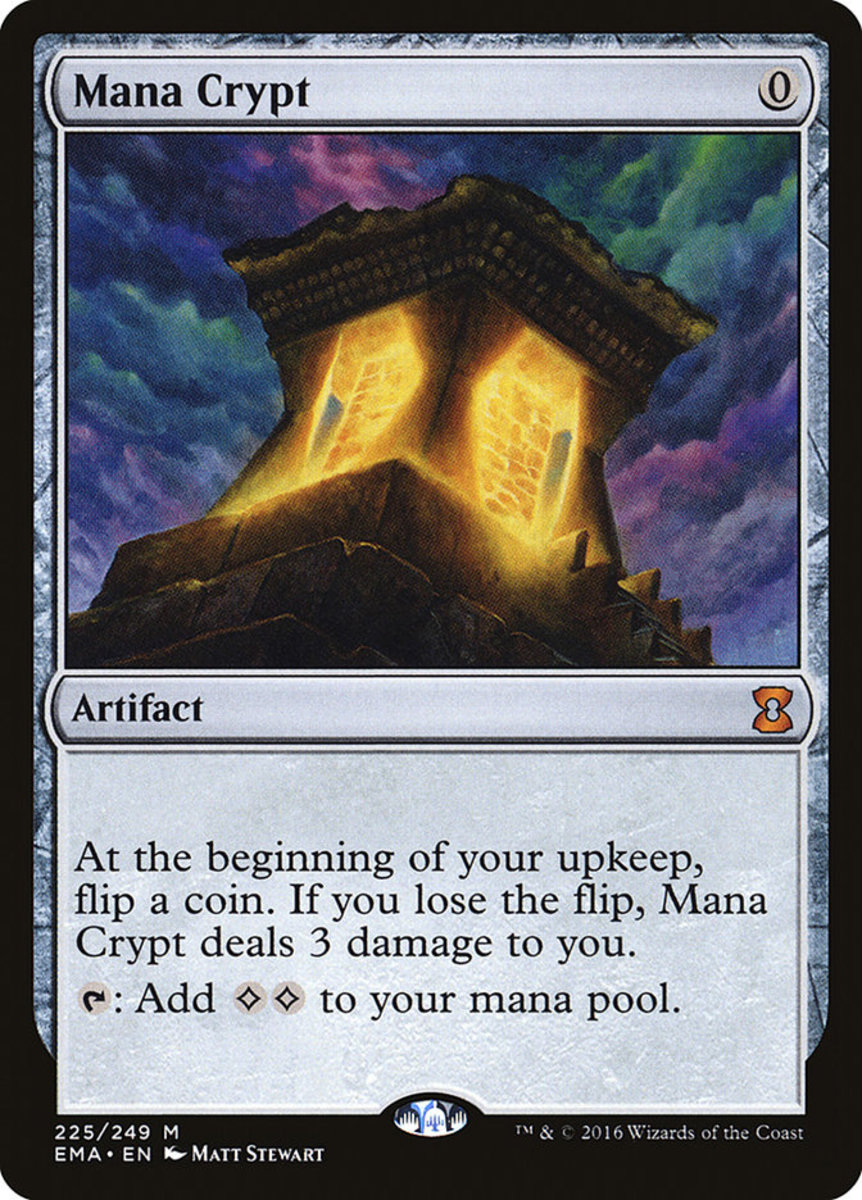 Mana Crypt 0
Artifact
At the beginning of your upkeep,
flip a coin. If you lose the flip, Mana
Crypt deals 3 damage to you.
: Add to your mana pool.
225/249 M
™ & © 2016 Wizards of the Coast
EMA • EN Matt Stewart